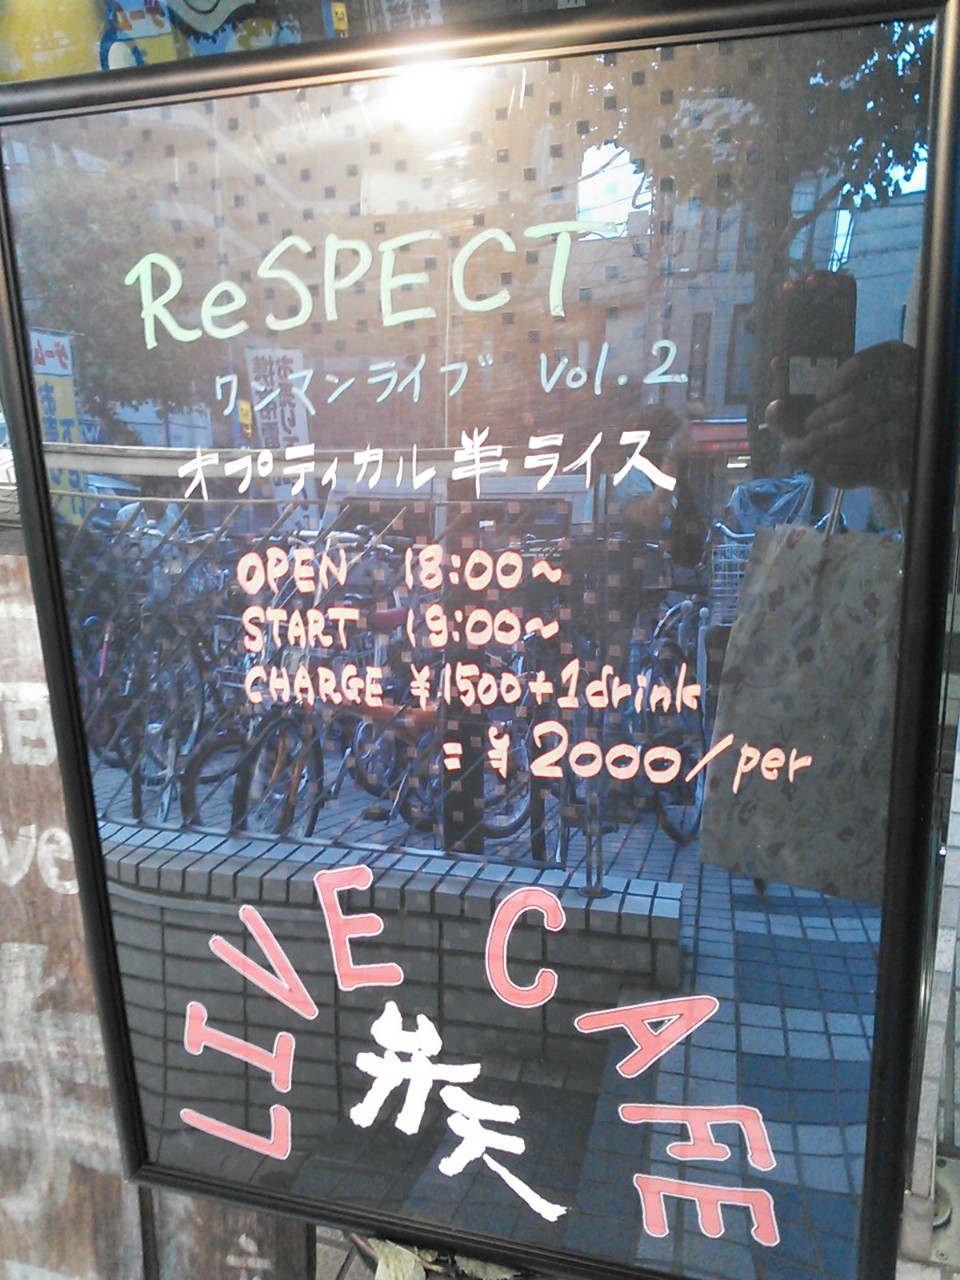 ReSPECT
ワンマンライブ Vol.2
オプティカル半ライス
OPEN 18:00~
START 19:00~
CHARGE ¥1500+1drink
= ¥2000/per
LIVE CAFE
弁天